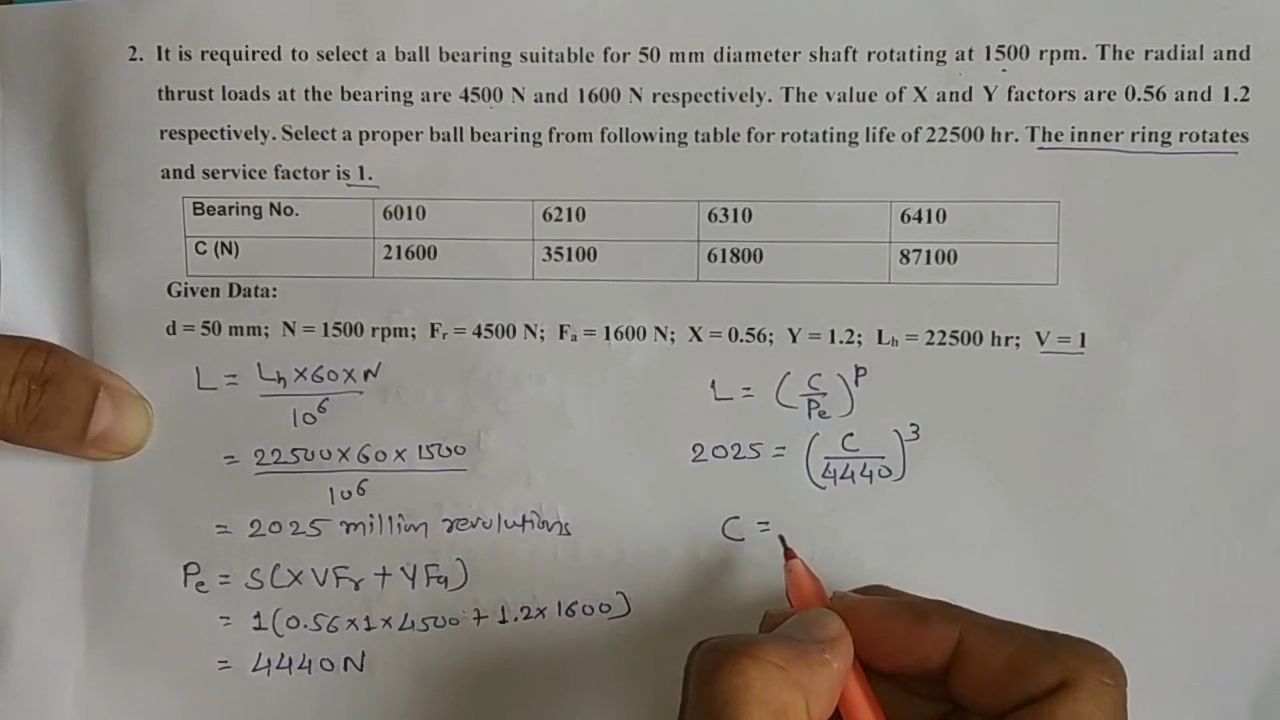 2. It is required to select a ball bearing suitable for 50 mm diameter shaft rotating at 1500 rpm. The radial and
thrust loads at the bearing are 4500 N and 1600 N respectively. The value of X and Y factors are 0.56 and 1.2
respectively. Select a proper ball bearing from following table for rotating life of 22500 hr. The inner ring rotates
and service factor is 1.
Bearing No. 6010 6210 6310 6410
C (N) 21600 35100 61800 87100
Given Data:
d = 50 mm; N = 1500 rpm; Fr = 4500 N; Fa = 1600 N; X = 0.56; Y = 1.2; Lh = 22500 hr; V = 1
L = Lh × 60 × N / 10^6
= 22500 × 60 × 1500 / 10^6
= 2025 million revolutions
Pe = S(XVFr + YFa)
= 1(0.56×1×4500 + 1.2×1600)
= 4440N
L = (C/Pe)^P
2025 = (C/4440)^3
C =